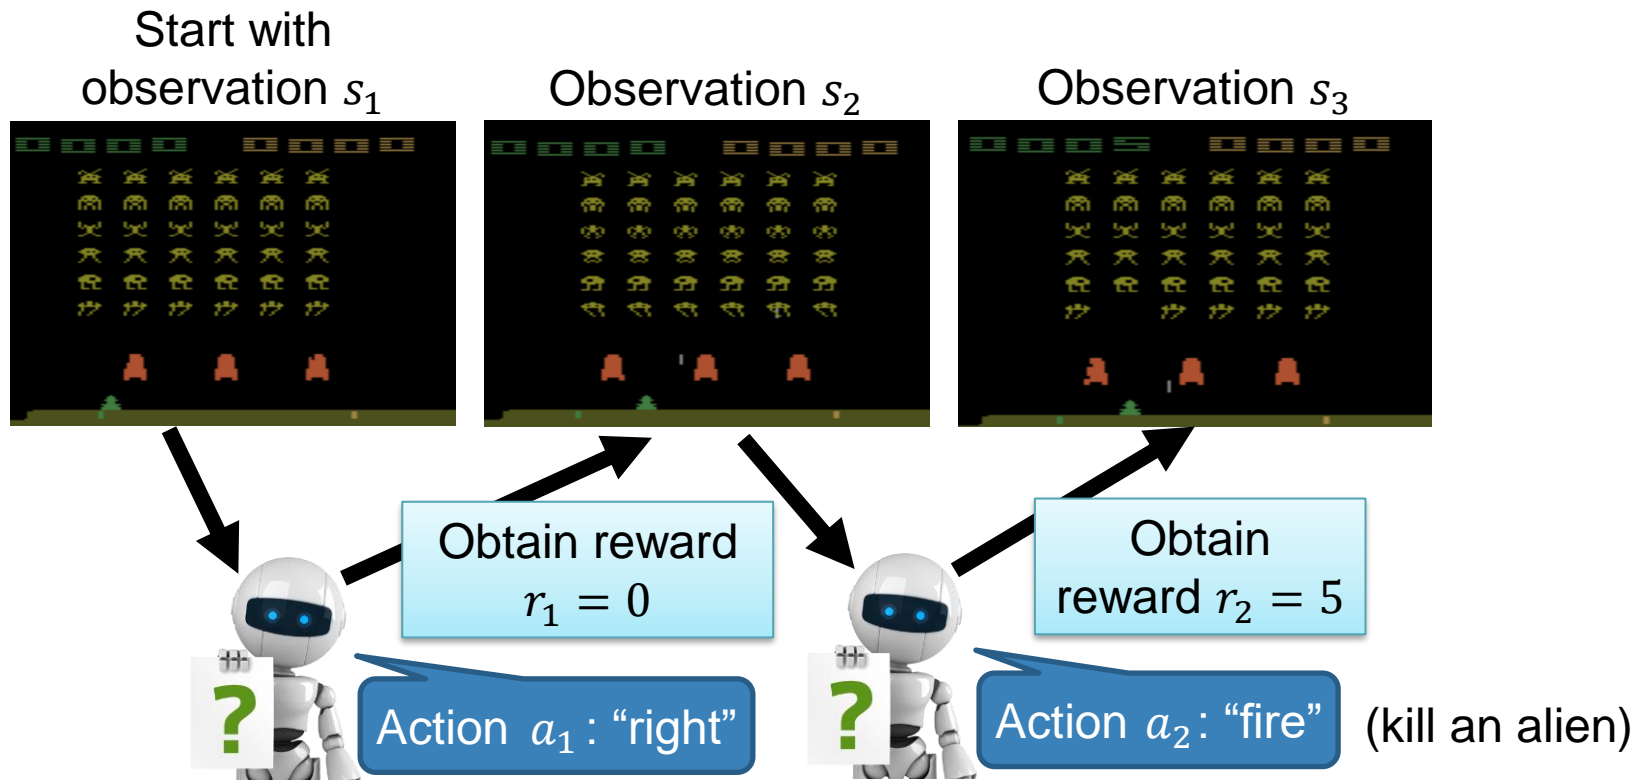 Start with
observation s₁
Observation s₂
Observation s₃
Obtain reward
r₁ = 0
Obtain
reward r₂ = 5
?
Action a₁ : “right”
?
Action a₂ : “fire”
(kill an alien)